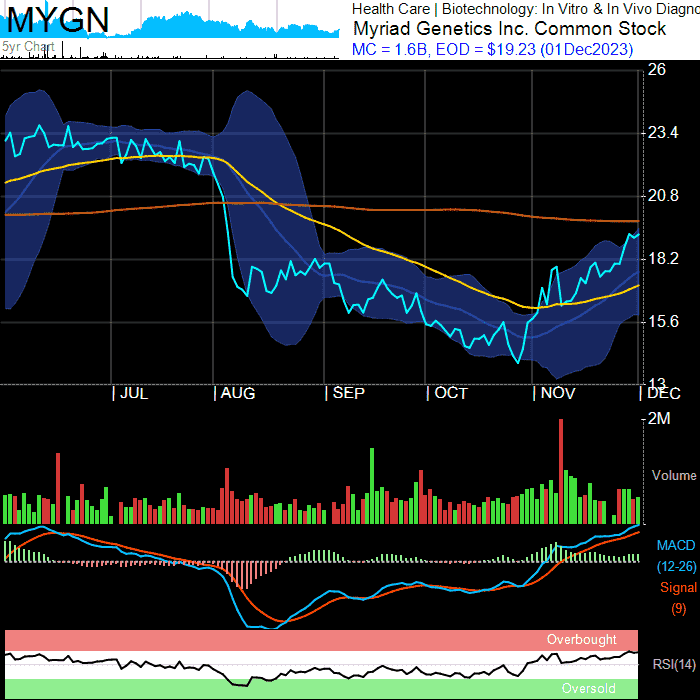 MYGN
5yr Chart
Health Care | Biotechnology: In Vitro & In Vivo Diagno
Myriad Genetics Inc. Common Stock
MC = 1.6B, EOD = $19.23 (01Dec2023)
26
23.4
20.8
18.2
15.6
13
| JUL | AUG | SEP | OCT | NOV | DEC
2M
Volume
MACD
(12-26)
Signal
(9)
Overbought
RSI(14)
Oversold